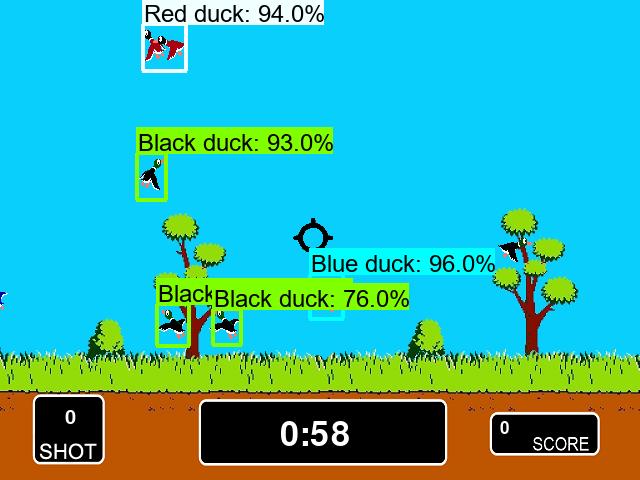 Red duck: 94.0%
Black duck: 93.0%
Blue duck: 96.0%
Black
Black duck: 76.0%
0
SHOT
0:58
0
SCORE